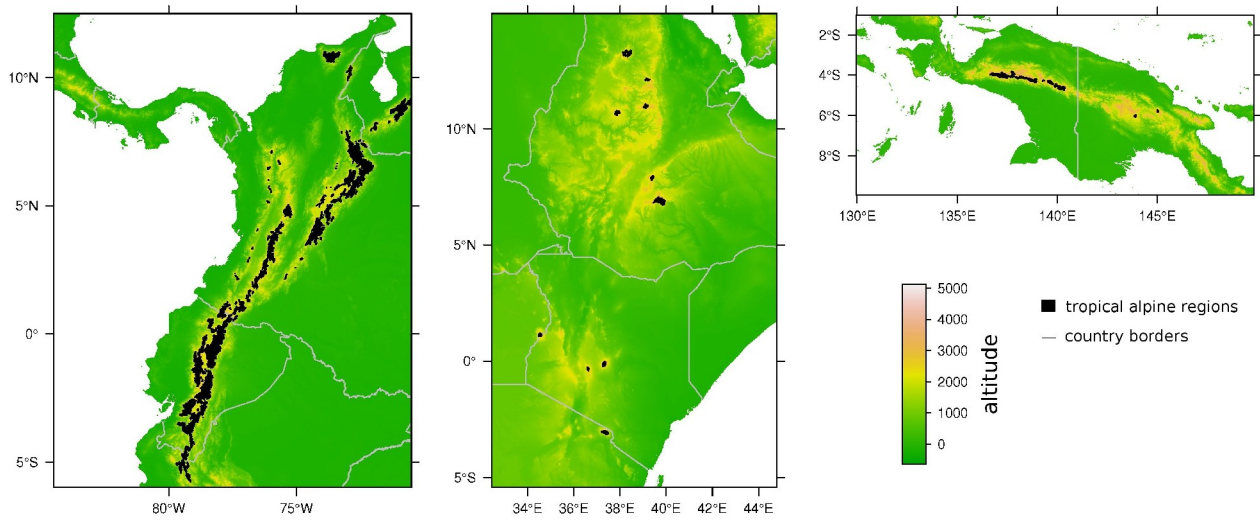 10°N
5°N
0°
5°S
80°W
75°W
10°N
5°N
0°
5°S
34°E
36°E
38°E
40°E
42°E
44°E
2°S
4°S
6°S
8°S
130°E
135°E
140°E
145°E
5000
4000
3000
2000
1000
0
altitude
tropical alpine regions
country borders